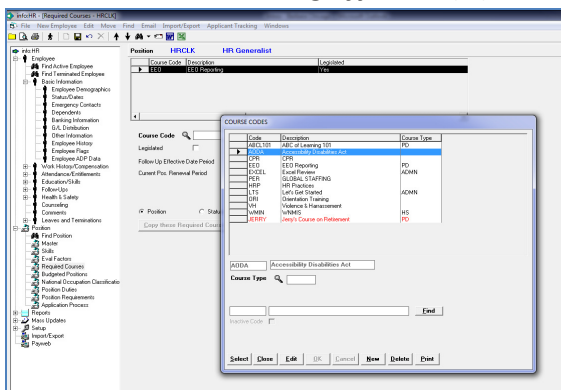 info:HR - [Required Courses - HRCLK]
File New Employee Edit Move Find Email Import/Export Applicant Tracking Windows
info:HR
Employee
Find Active Employee
Find Terminated Employee
Basic Information
Employee Demographics
Status/Dates
Emergency Contacts
Dependents
Banking Information
G/L Distribution
Other Information
Employee History
Employee Flags
Employee ADP Data
Work History/Compensation
Attendance/Entitlements
Education/Skills
Follow-Ups
Health & Safety
Counseling
Comments
Leaves and Terminations
Position
Find Position
Master
Skills
Eval Factors
Required Courses
Budgeted Positions
National Occupation Classificatio
Position Duties
Position Requirements
Application Process
Reports
Mass Updates
Setup
Import/Export
Payweb
Position HRCLK HR Generalist
Course Code Description Legislated
EEO EEO Reporting Yes
Course Code
Legislated
Follow Up Effective Date Period
Current Pos. Renewal Period
Position Statu
Copy these Required Cours
COURSE CODES
Code Description Course Type
ABCL101 ABC of Learning 101 PD
AODA Accessibility Disabilities Act
CPR CPR
EEO EEO Reporting PD
EXCEL Excel Review ADMN
PER GLOBAL STAFFING
HRP HR Practices
LTS Let's Get Started ADMN
ORI Orientation Training
VH Violence & Harrassement
WMIN WNMIS HS
JERRY Jerry's Course on Retirement PD
AODA Accessibility Disabilities Act
Course Type
Find
Inactive Code
Select Close Edit OK Cancel New Delete Print